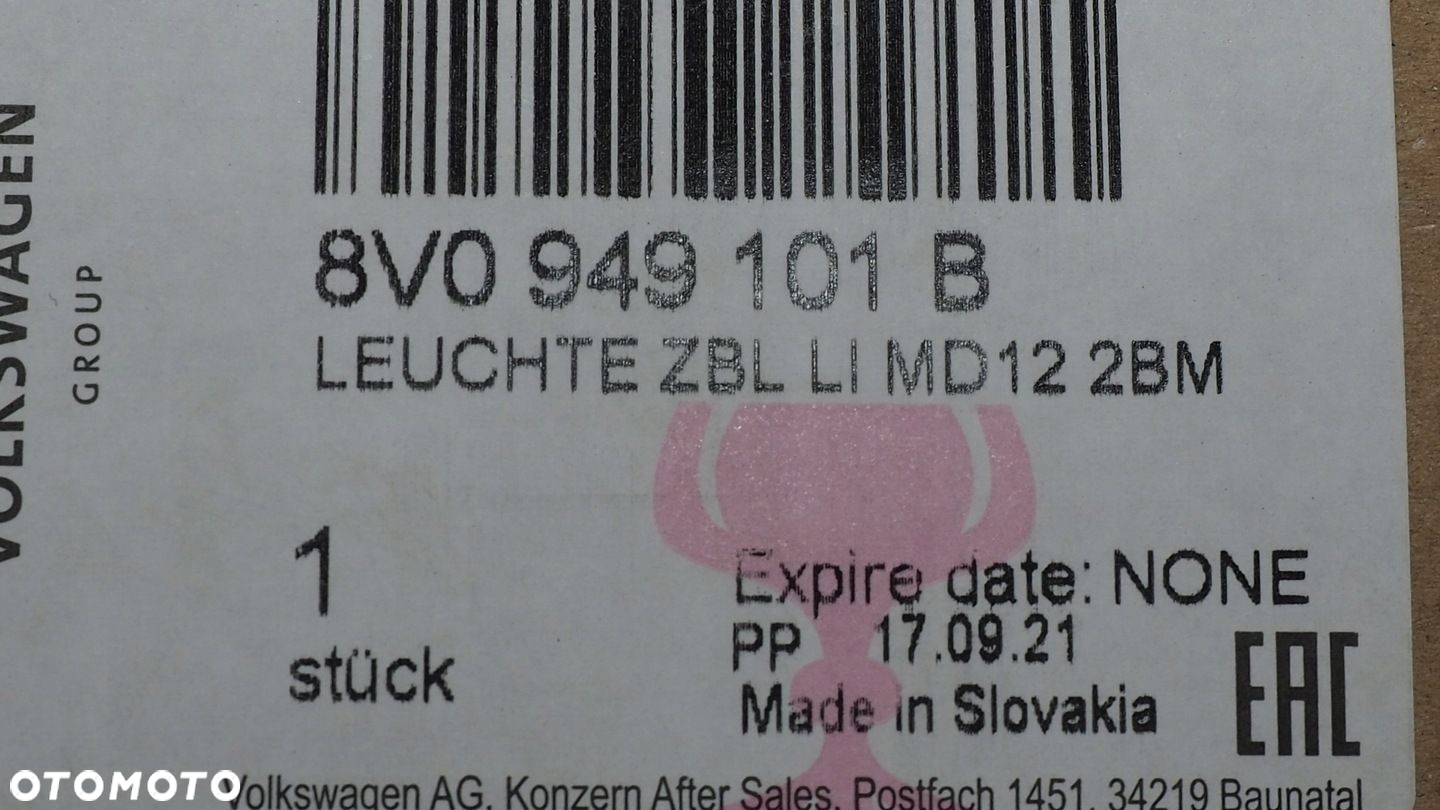 VOLKSWAGEN
GROUP
8V0 949 101 B
LEUCHTE ZBL LI MD12 2BM
1
stück
Expire date: NONE
PP 17.09.21
Made in Slovakia
EAC
Volkswagen AG, Konzern After Sales, Postfach 1451, 34219 Baunatal
OTOMOTO